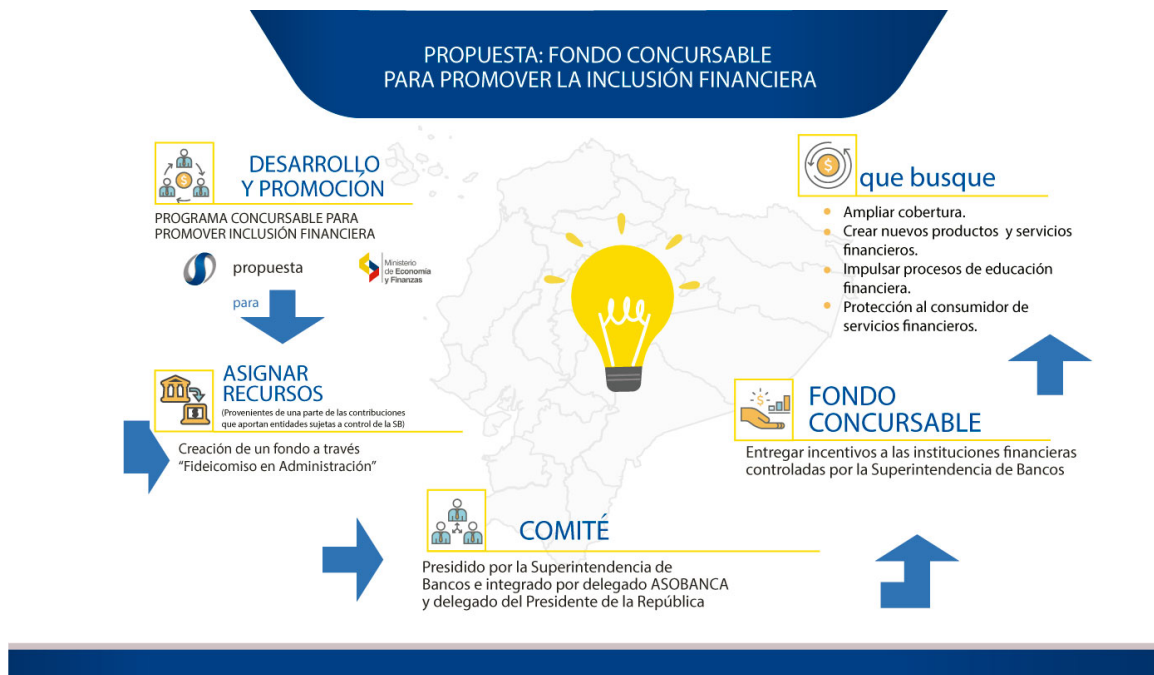 PROPUESTA: FONDO CONCURSABLE
PARA PROMOVER LA INCLUSIÓN FINANCIERA
DESARROLLO
Y PROMOCIÓN
PROGRAMA CONCURSABLE PARA
PROMOVER INCLUSIÓN FINANCIERA
propuesta
Ministerio
de Economía
y Finanzas
para
ASIGNAR
RECURSOS
(Provenientes de una parte de las contribuciones
que aportan entidades sujetas a control de la SB)
Creación de un fondo a través
“Fideicomiso en Administración”
COMITÉ
Presidido por la Superintendencia de
Bancos e integrado por delegado ASOBANCA
y delegado del Presidente de la República
FONDO
CONCURSABLE
Entregar incentivos a las instituciones financieras
controladas por la Superintendencia de Bancos
que busque
Ampliar cobertura.
Crear nuevos productos y servicios
financieros.
Impulsar procesos de educación
financiera.
Protección al consumidor de
servicios financieros.